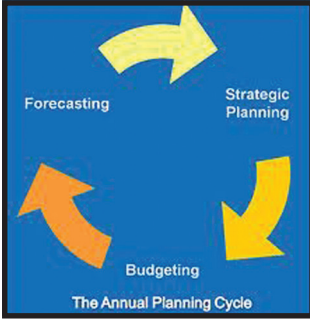 Forecasting
Strategic
Planning
Budgeting
The Annual Planning Cycle